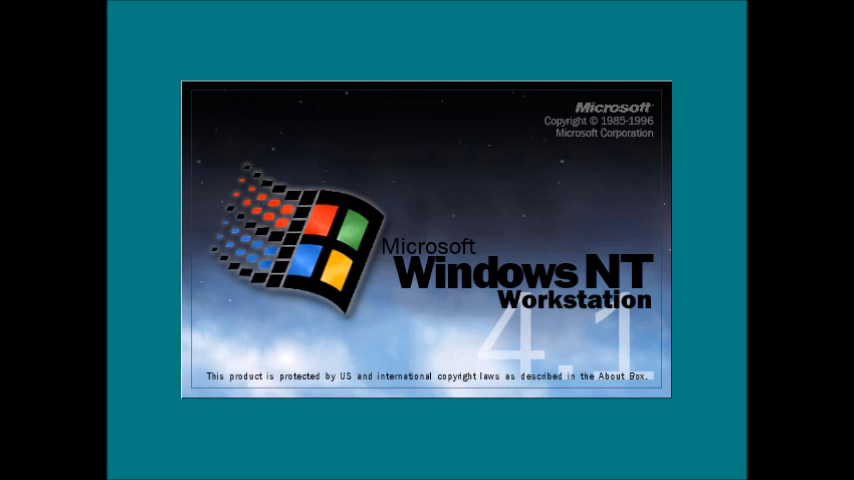 Microsoft
Copyright © 1985-1996
Microsoft Corporation
Microsoft
Windows NT
Workstation
4.1
This product is protected by US and international copyright laws as described in the About Box.